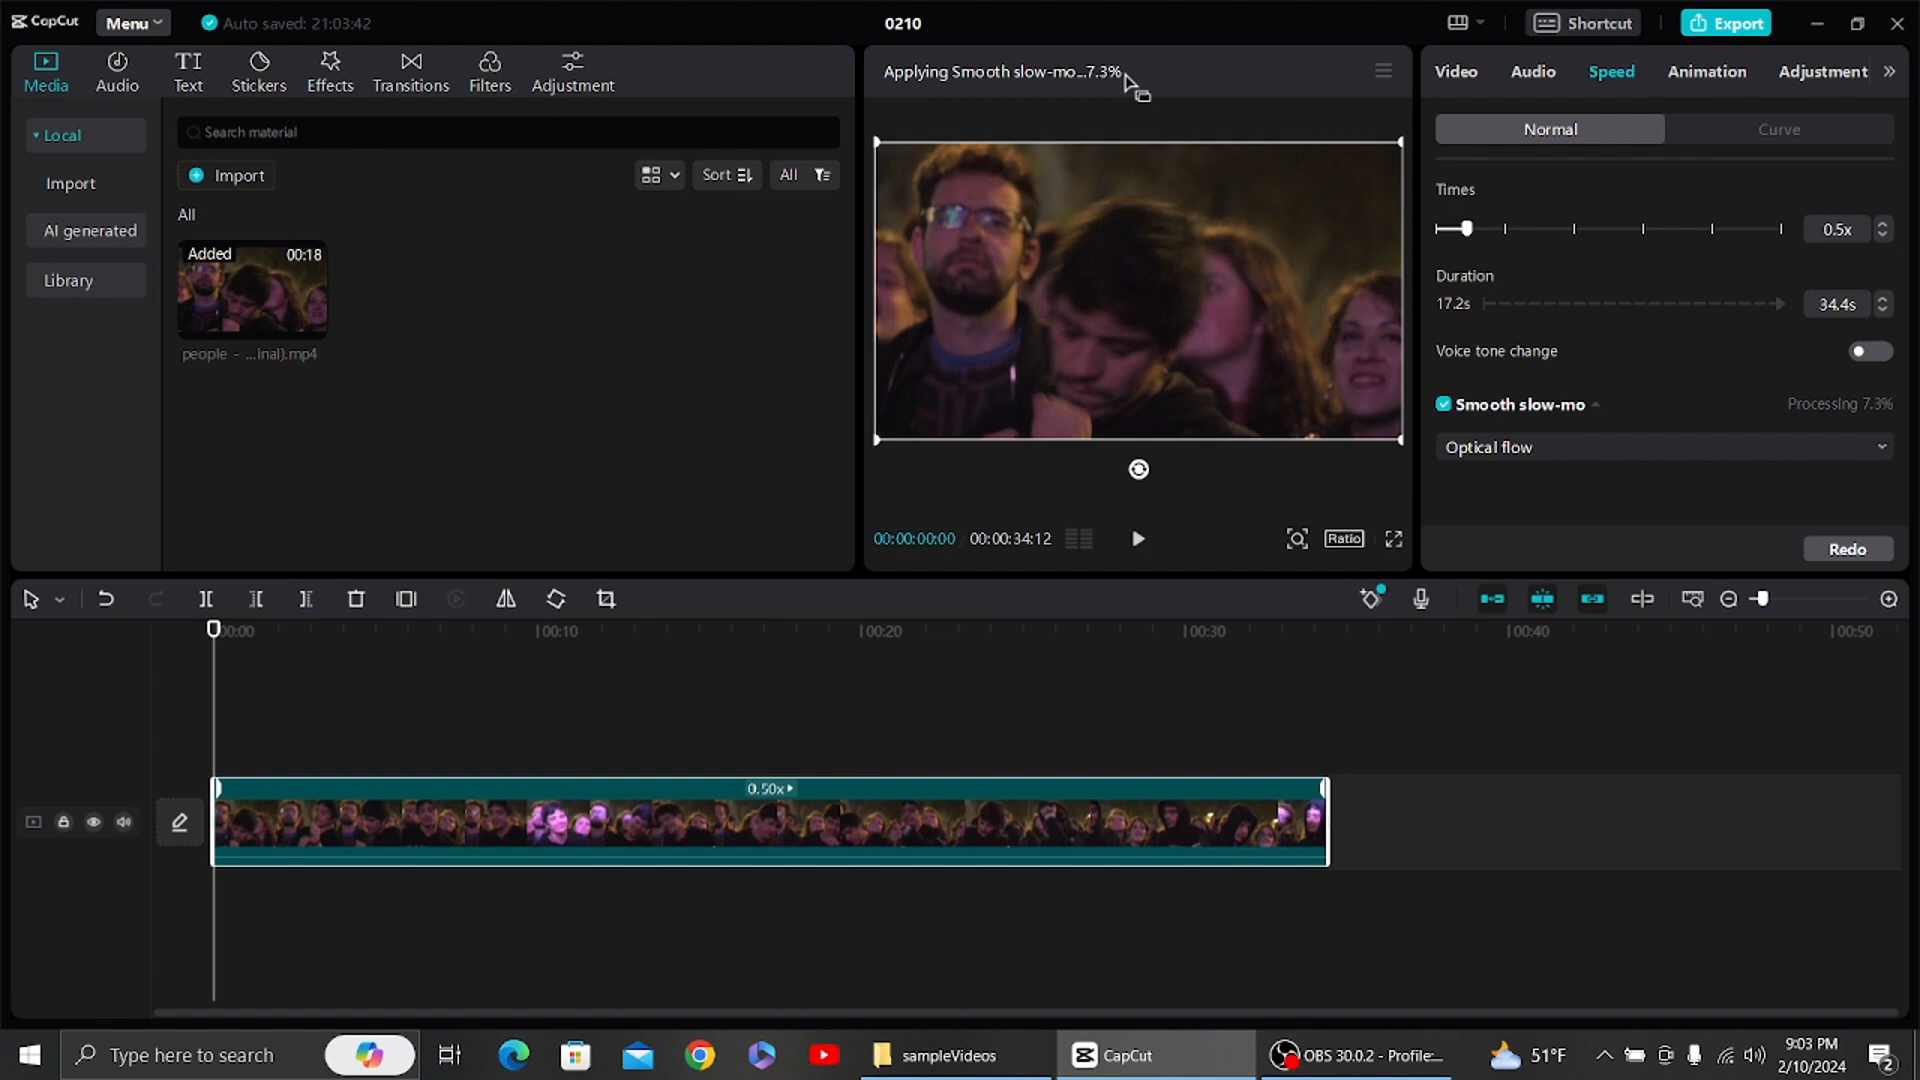 CapCut
Menu
Auto saved: 21:03:42
0210
Shortcut
Export
Media
Audio
Text
Stickers
Effects
Transitions
Filters
Adjustment
Local
Import
AI generated
Library
Search material
Import
Sort
All
All
Added
00:18
people - ...inal).mp4
Applying Smooth slow-mo...7.3%
00:00:00:00
00:00:34:12
Ratio
Video
Audio
Speed
Animation
Adjustment
Normal
Curve
Times
0.5x
Duration
17.2s
34.4s
Voice tone change
Smooth slow-mo
Processing 7.3%
Optical flow
Redo
00:00
00:10
00:20
00:30
00:40
00:50
0.50x
Type here to search
sampleVideos
CapCut
OBS 30.0.2 - Profile:...
51°F
9:03 PM
2/10/2024
2